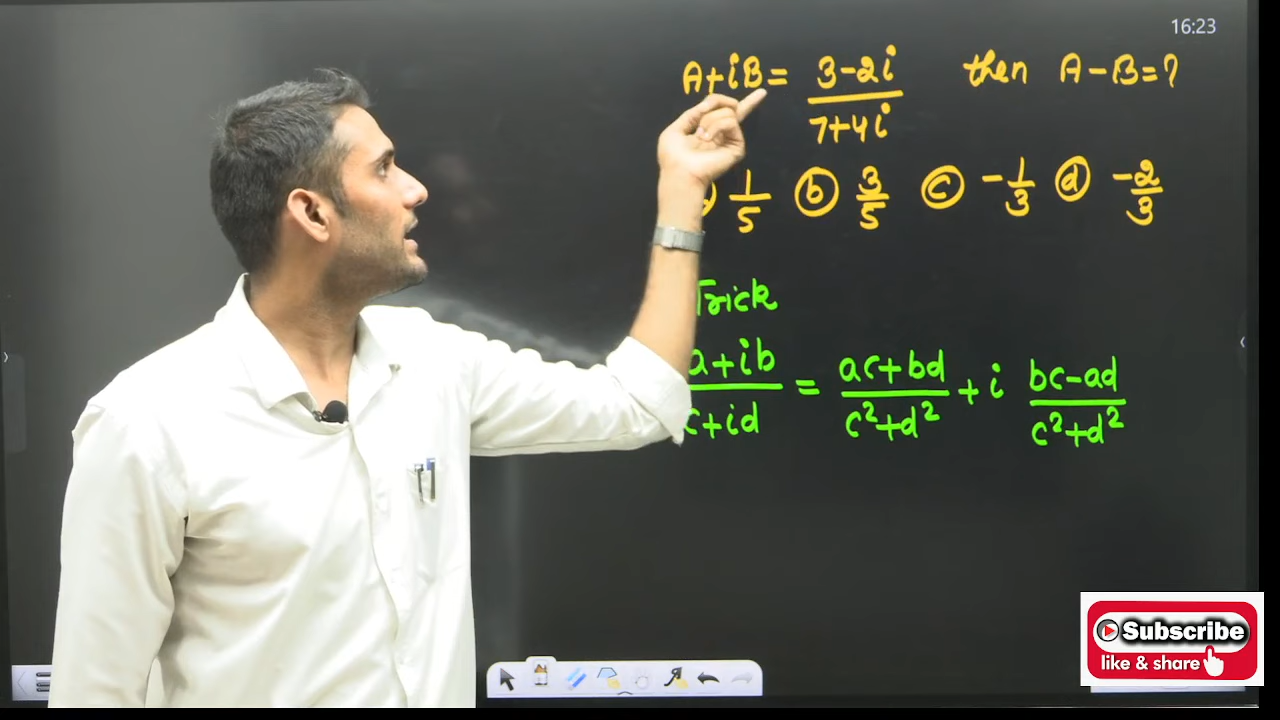 16:23
A+iB= 3-2i/7+4i then A-B=?
1/5 (b) 3/5 (c) -1/3 (d) -2/3
Trick
a+ib/c+id = ac+bd/c²+d² + i bc-ad/c²+d²
Subscribe
like & share